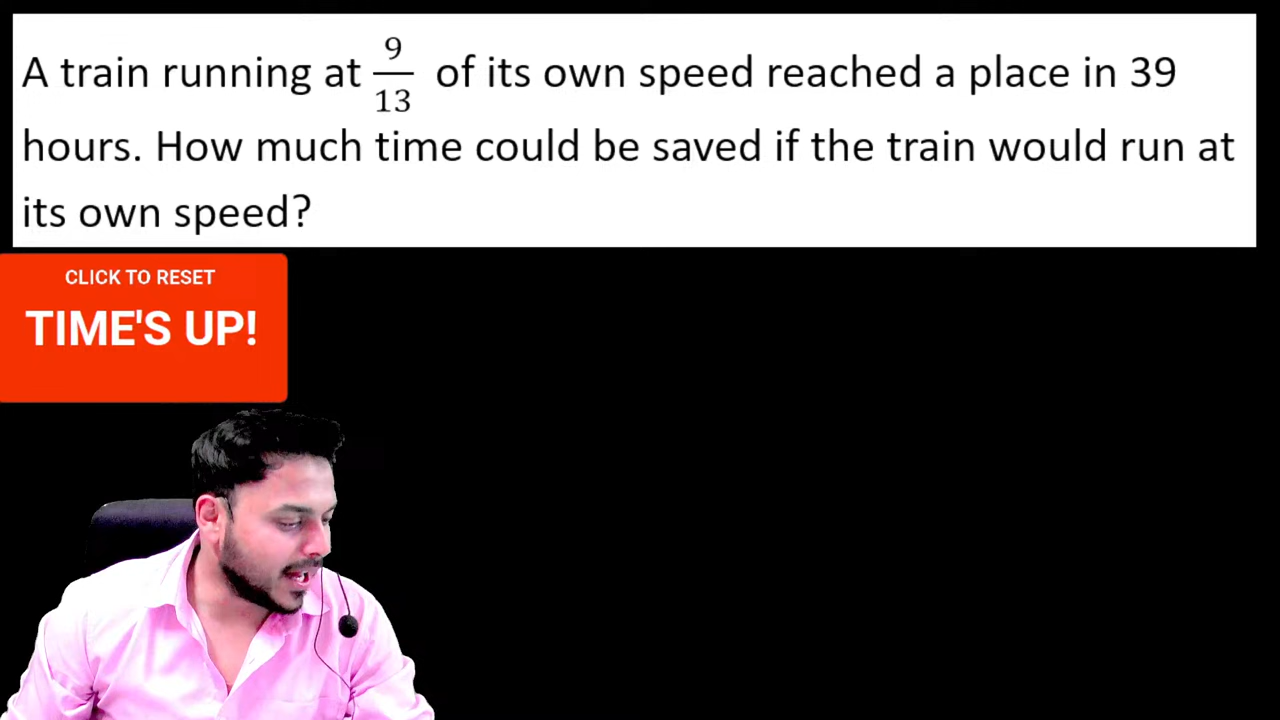 A train running at 9/13 of its own speed reached a place in 39
hours. How much time could be saved if the train would run at
its own speed?
CLICK TO RESET
TIME'S UP!